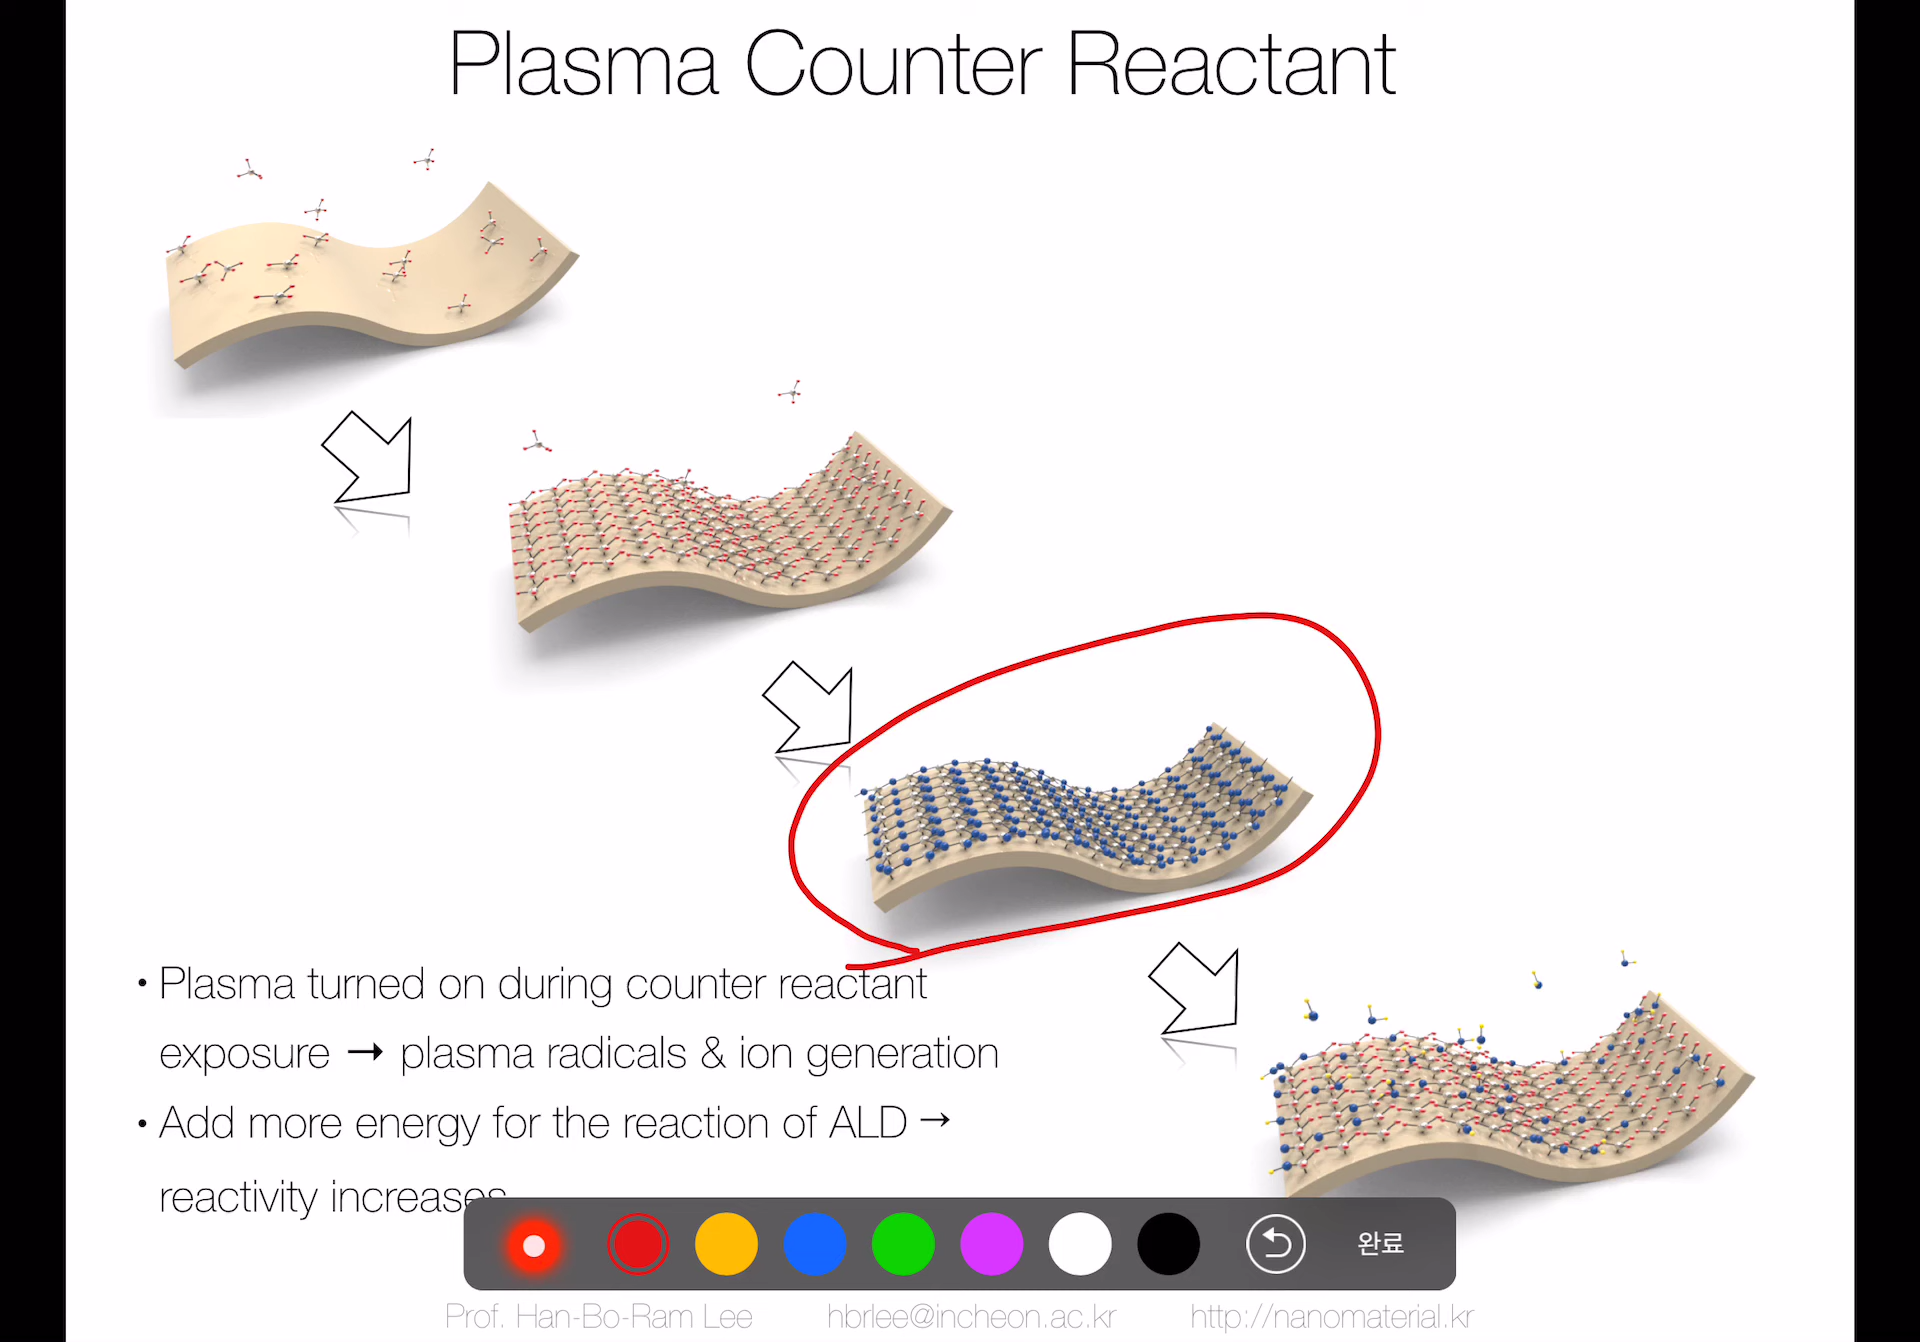 Plasma Counter Reactant
• Plasma turned on during counter reactant
exposure → plasma radicals & ion generation
• Add more energy for the reaction of ALD →
reactivity increases
완료
Prof. Han-Bo-Ram Lee hbrlee@incheon.ac.kr http://nanomaterial.kr